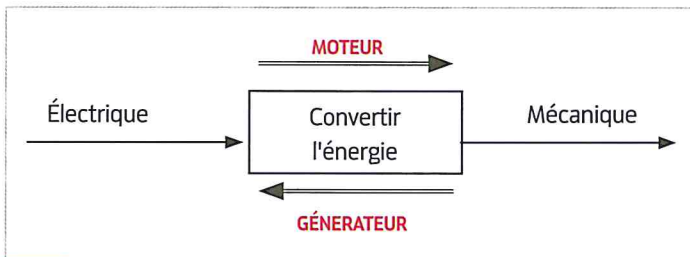 MOTEUR
Électrique
Convertir
l'énergie
Mécanique
GÉNERATEUR